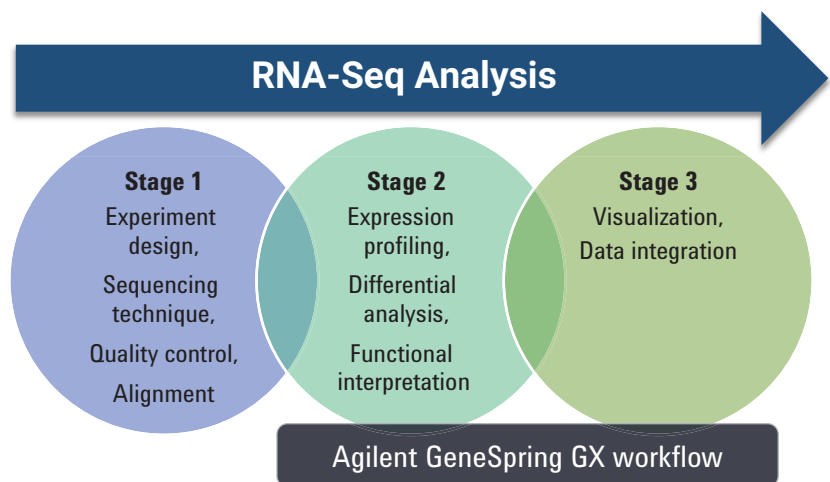 RNA-Seq Analysis
Stage 1
Experiment
design,
Sequencing
technique,
Quality control,
Alignment
Stage 2
Expression
profiling,
Differential
analysis,
Functional
interpretation
Stage 3
Visualization,
Data integration
Agilent GeneSpring GX workflow